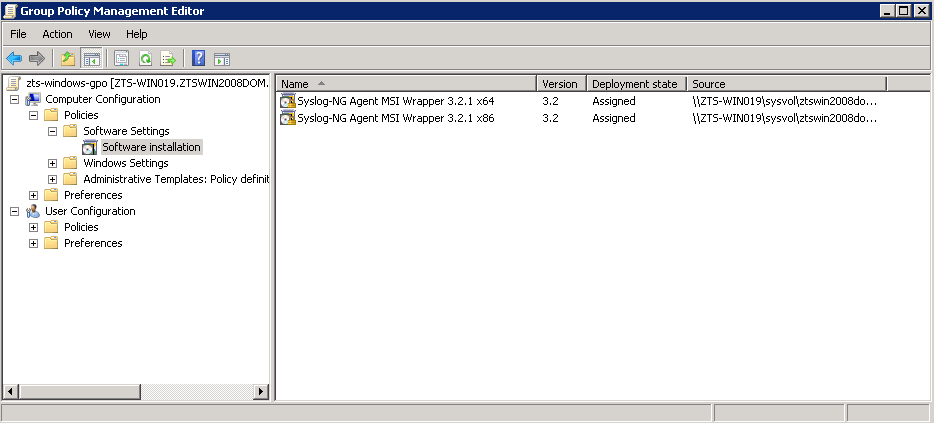 Group Policy Management Editor
File Action View Help
zts-windows-gpo [ZTS-WIN019.ZTSWIN2008DOM.
Computer Configuration
Policies
Software Settings
Software installation
Windows Settings
Administrative Templates: Policy definit
Preferences
User Configuration
Policies
Preferences
Name Version Deployment state Source
Syslog-NG Agent MSI Wrapper 3.2.1 x64 3.2 Assigned \\ZTS-WIN019\sysvol\ztswin2008do...
Syslog-NG Agent MSI Wrapper 3.2.1 x86 3.2 Assigned \\ZTS-WIN019\sysvol\ztswin2008do...